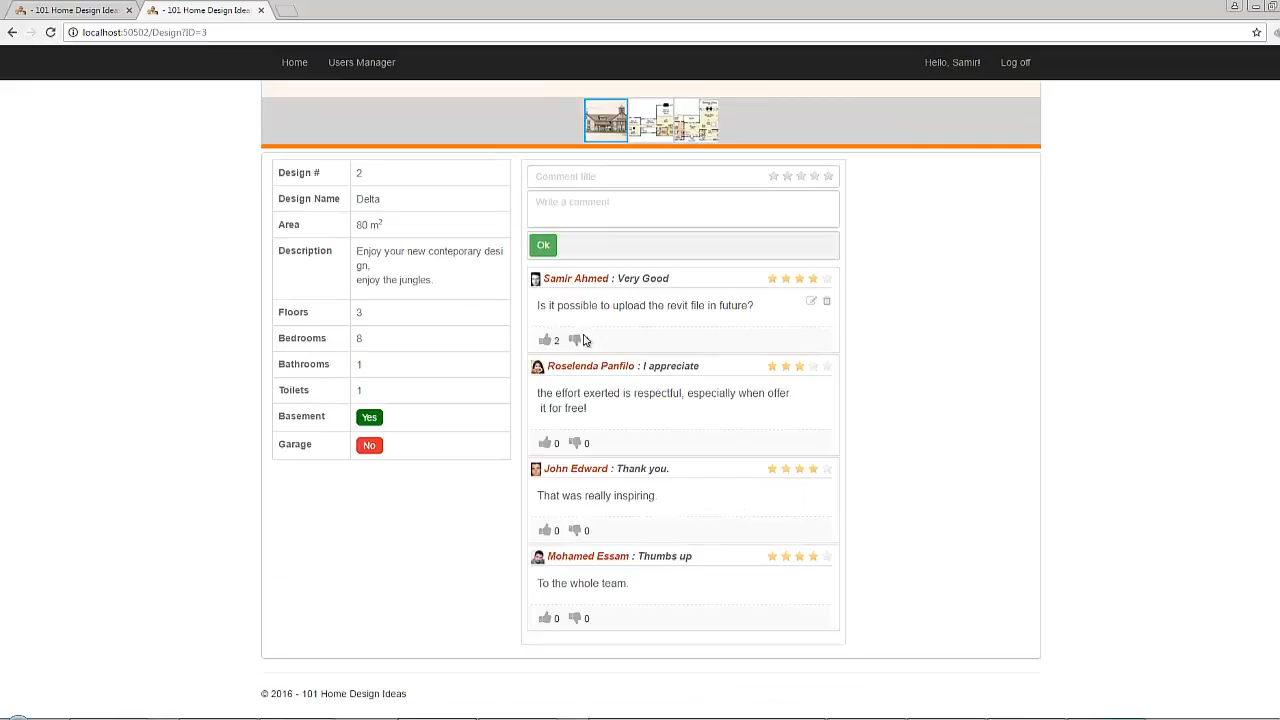 - 101 Home Design Ideas
- 101 Home Design Ideas
localhost:50502/Design?ID=3
Home Users Manager Hello, Samir! Log off
Design # 2
Design Name Delta
Area 80 m2
Description Enjoy your new conteporary desi
gn,
enjoy the jungles.
Floors 3
Bedrooms 8
Bathrooms 1
Toilets 1
Basement Yes
Garage No
Comment title
Write a comment
Ok
Samir Ahmed : Very Good
Is it possible to upload the revit file in future?
2
Roselenda Panfilo : I appreciate
the effort exerted is respectful, especially when offer
it for free!
0 0
John Edward : Thank you.
That was really inspiring.
0 0
Mohamed Essam : Thumbs up
To the whole team.
0 0
© 2016 - 101 Home Design Ideas